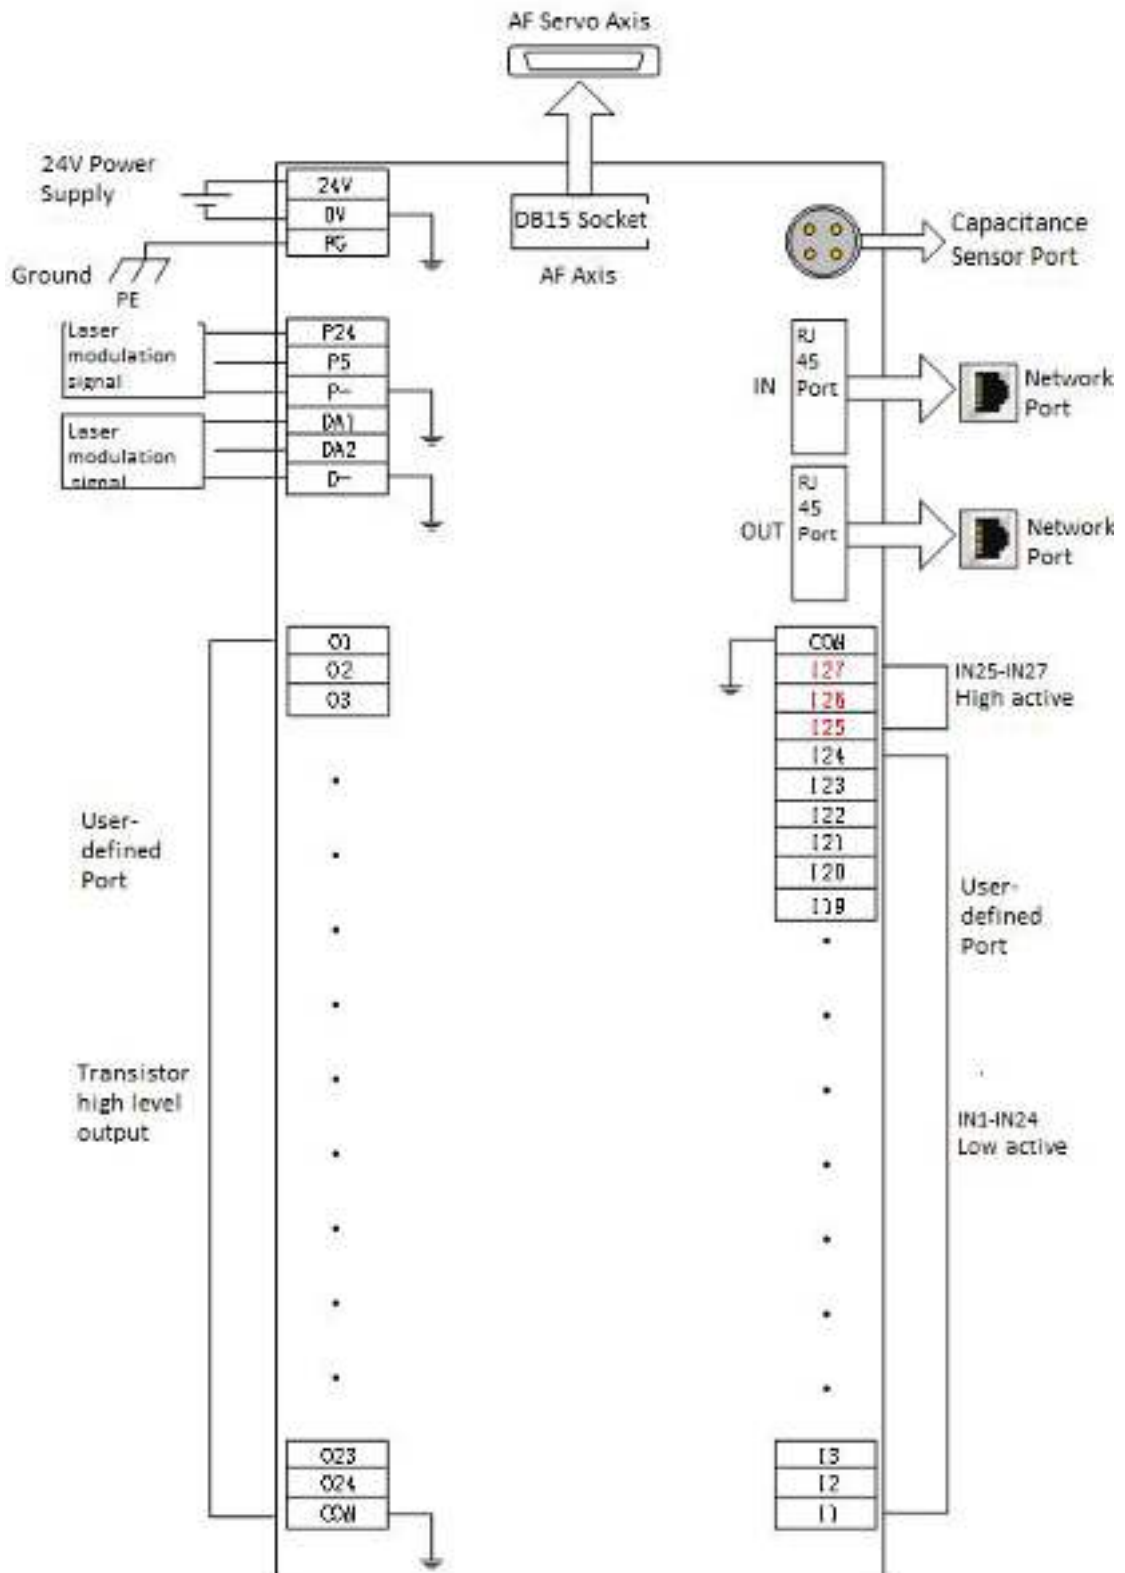 AF Servo Axis
24V Power
Supply
24V
0V
PG
DB15 Socket
AF Axis
Capacitance
Sensor Port
Ground
PE
Laser
modulation
signal
P24
P5
P-
Laser
modulation
signal
DA1
DA2
D-
IN
RJ
45
Port
Network
Port
OUT
RJ
45
Port
Network
Port
O1
O2
O3
COM
I27
I26
I25
I24
I23
I22
I21
I20
I19
IN25-IN27
High active
User-
defined
Port
User-
defined
Port
Transistor
high level
output
IN1-IN24
Low active
O23
O24
COM
I3
I2
I1